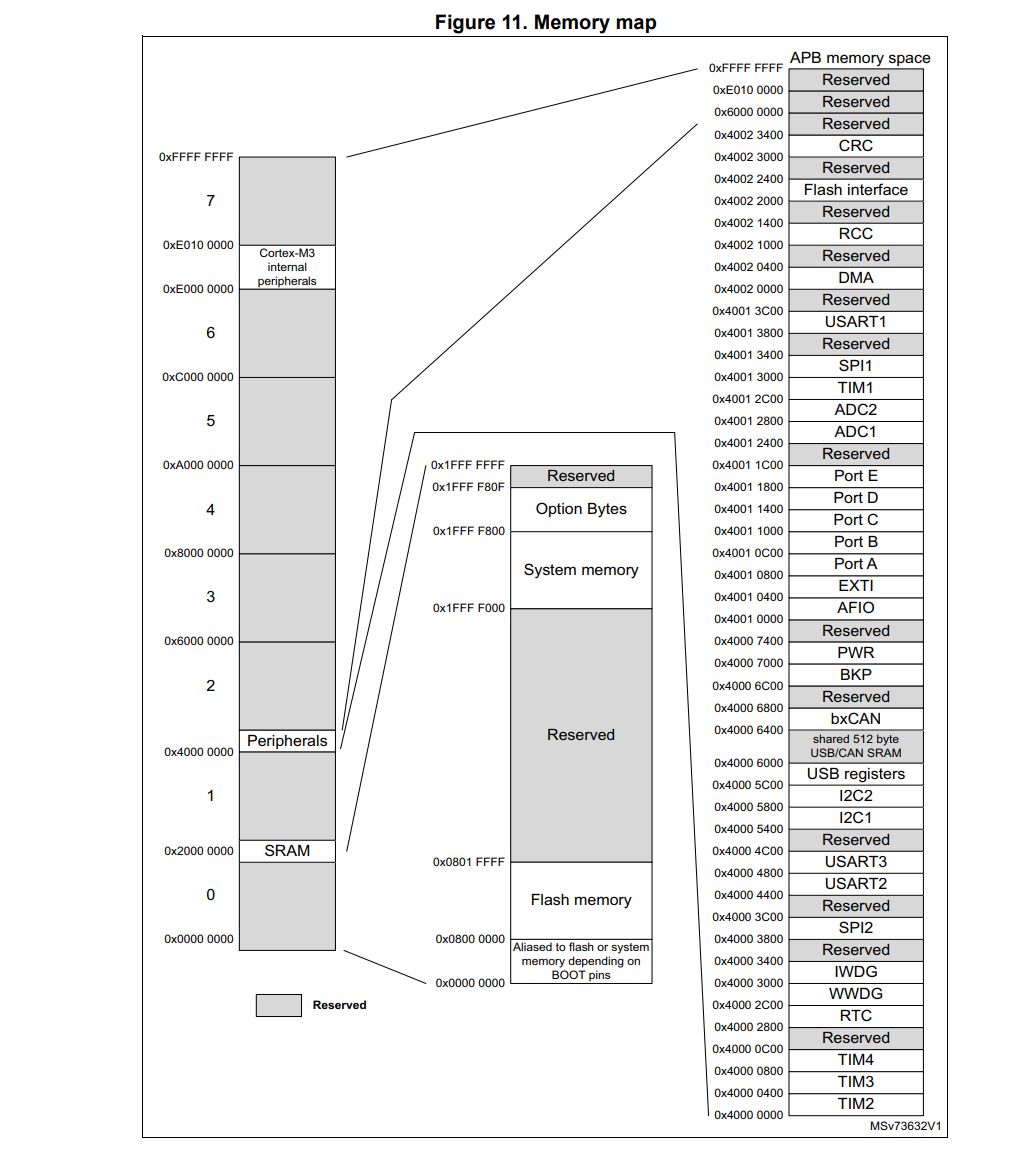 Figure 11. Memory map
APB memory space
0xFFFF FFFF
Reserved
0xE010 0000
Reserved
0x6000 0000
Reserved
0x4002 3400
CRC
0x4002 3000
Reserved
0x4002 2400
Flash interface
0x4002 2000
Reserved
0x4002 1400
RCC
0x4002 1000
Reserved
0x4002 0400
DMA
0x4002 0000
Reserved
0x4001 3C00
USART1
0x4001 3800
Reserved
0x4001 3400
SPI1
0x4001 3000
TIM1
0x4001 2C00
ADC2
0x4001 2800
ADC1
0x4001 2400
Reserved
0x4001 1C00
Port E
0x4001 1800
Port D
0x4001 1400
Port C
0x4001 1000
Port B
0x4001 0C00
Port A
0x4001 0800
EXTI
0x4001 0400
AFIO
0x4001 0000
Reserved
0x4000 7400
PWR
0x4000 7000
BKP
0x4000 6C00
Reserved
0x4000 6800
bxCAN
0x4000 6400
shared 512 byte
USB/CAN SRAM
0x4000 6000
USB registers
0x4000 5C00
I2C2
0x4000 5800
I2C1
0x4000 5400
Reserved
0x4000 4C00
USART3
0x4000 4800
USART2
0x4000 4400
Reserved
0x4000 3C00
SPI2
0x4000 3800
Reserved
0x4000 3400
IWDG
0x4000 3000
WWDG
0x4000 2C00
RTC
0x4000 2800
Reserved
0x4000 0C00
TIM4
0x4000 0800
TIM3
0x4000 0400
TIM2
0x4000 0000
0xFFFF FFFF
7
0xE010 0000
Cortex-M3
internal
peripherals
0xE000 0000
6
0xC000 0000
5
0xA000 0000
4
0x8000 0000
3
0x6000 0000
2
Peripherals
0x4000 0000
1
0x2000 0000
SRAM
0
0x0000 0000
0x1FFF FFFF
Reserved
0x1FFF F80F
Option Bytes
0x1FFF F800
System memory
0x1FFF F000
Reserved
0x0801 FFFF
Flash memory
0x0800 0000
Aliased to flash or system
memory depending on
BOOT pins
0x0000 0000
Reserved
MSv73632V1